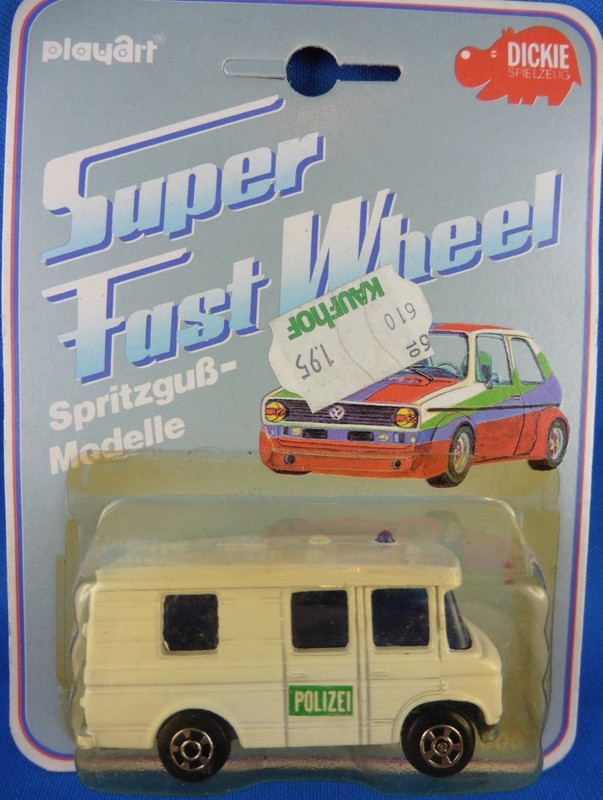 playart®
DICKIE
SPIELZEUG
Super
Fast Wheel
KAUFHOF
610
1.95
Spritzguß-
Modelle
POLIZEI